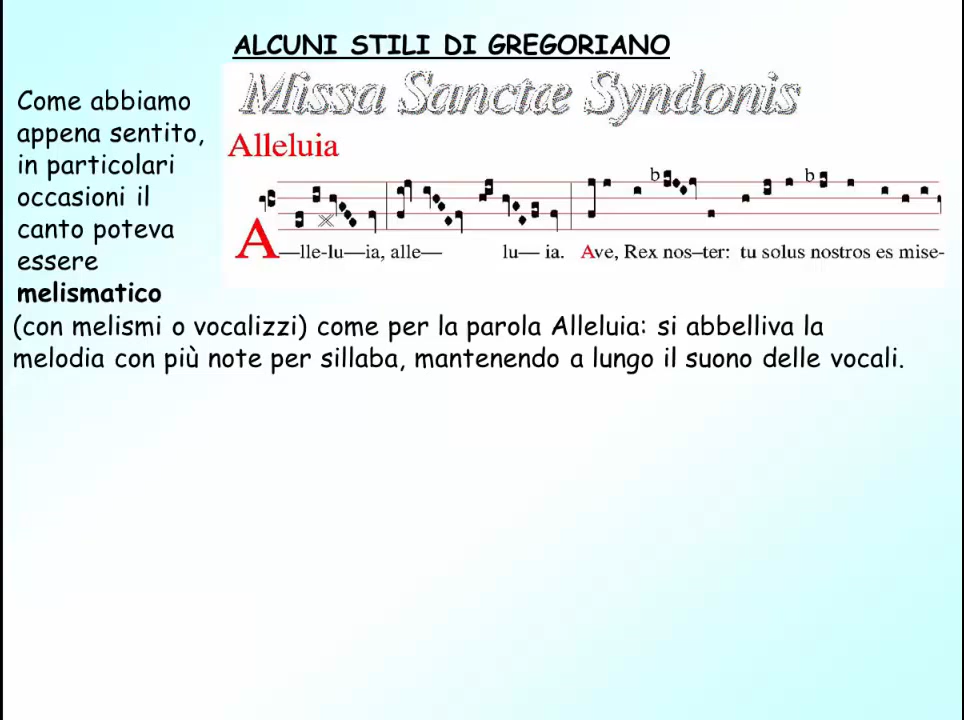 ALCUNI STILI DI GREGORIANO
Missa Sanctæ Syndonis
Come abbiamo
appena sentito,
in particolari
occasioni il
canto poteva
essere
melismatico
Alleluia
b b
A—lle-lu—ia, alle— lu— ia. Ave, Rex nos–ter: tu solus nostros es mise-
(con melismi o vocalizzi) come per la parola Alleluia: si abbelliva la
melodia con più note per sillaba, mantenendo a lungo il suono delle vocali.